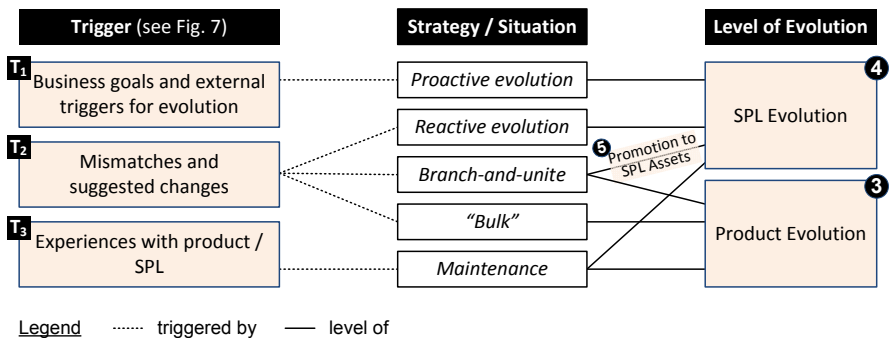 Trigger (see Fig. 7)
Strategy / Situation
Level of Evolution
T1
Business goals and external
triggers for evolution
Proactive evolution
4
SPL Evolution
Reactive evolution
T2
Mismatches and
suggested changes
5
Promotion to
SPL Assets
Branch-and-unite
3
Product Evolution
"Bulk"
T3
Experiences with product /
SPL
Maintenance
Legend
triggered by
level of